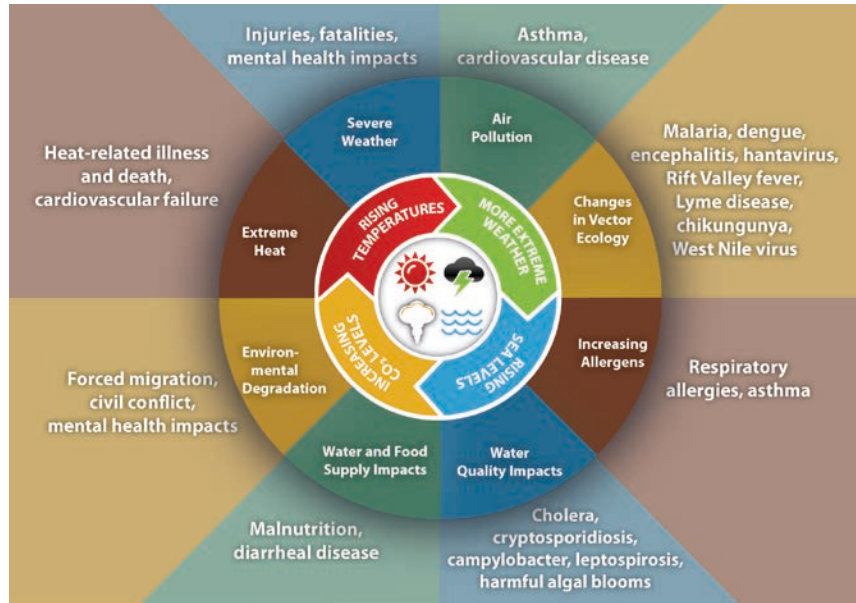 Injuries, fatalities,
mental health impacts
Asthma,
cardiovascular disease
Severe
Weather
Air
Pollution
Heat-related illness
and death,
cardiovascular failure
Malaria, dengue,
encephalitis, hantavirus,
Rift Valley fever,
Lyme disease,
chikungunya,
West Nile virus
Extreme
Heat
RISING
TEMPERATURES
MORE EXTREME
WEATHER
Changes
in Vector
Ecology
Environ-
mental
Degradation
INCREASING
CO₂ LEVELS
RISING
SEA LEVELS
Increasing
Allergens
Forced migration,
civil conflict,
mental health impacts
Respiratory
allergies, asthma
Water and Food
Supply Impacts
Water
Quality Impacts
Malnutrition,
diarrheal disease
Cholera,
cryptosporidiosis,
campylobacter, leptospirosis,
harmful algal blooms